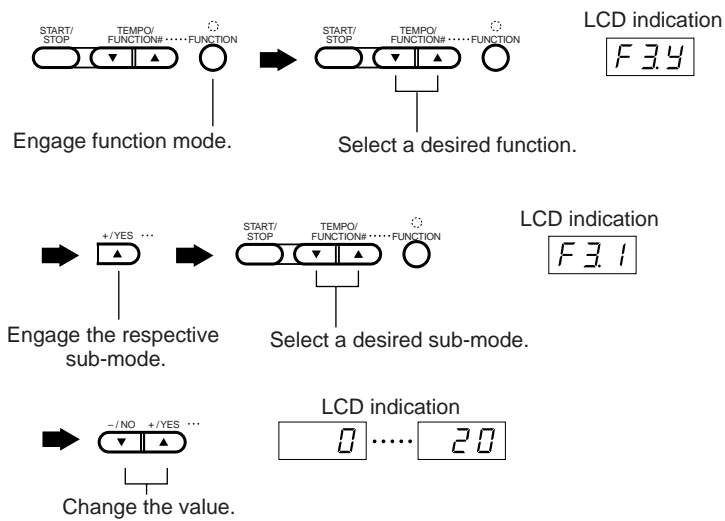 START/ STOP
TEMPO/ FUNCTION# ····· FUNCTION
START/ STOP
TEMPO/ FUNCTION# ····· FUNCTION
LCD indication
F 3.Y
Engage function mode.
Select a desired function.
+/YES ···
START/ STOP
TEMPO/ FUNCTION# ····· FUNCTION
LCD indication
F 3. 1
Engage the respective
sub-mode.
Select a desired sub-mode.
–/NO +/YES ···
LCD indication
0 ····· 20
Change the value.